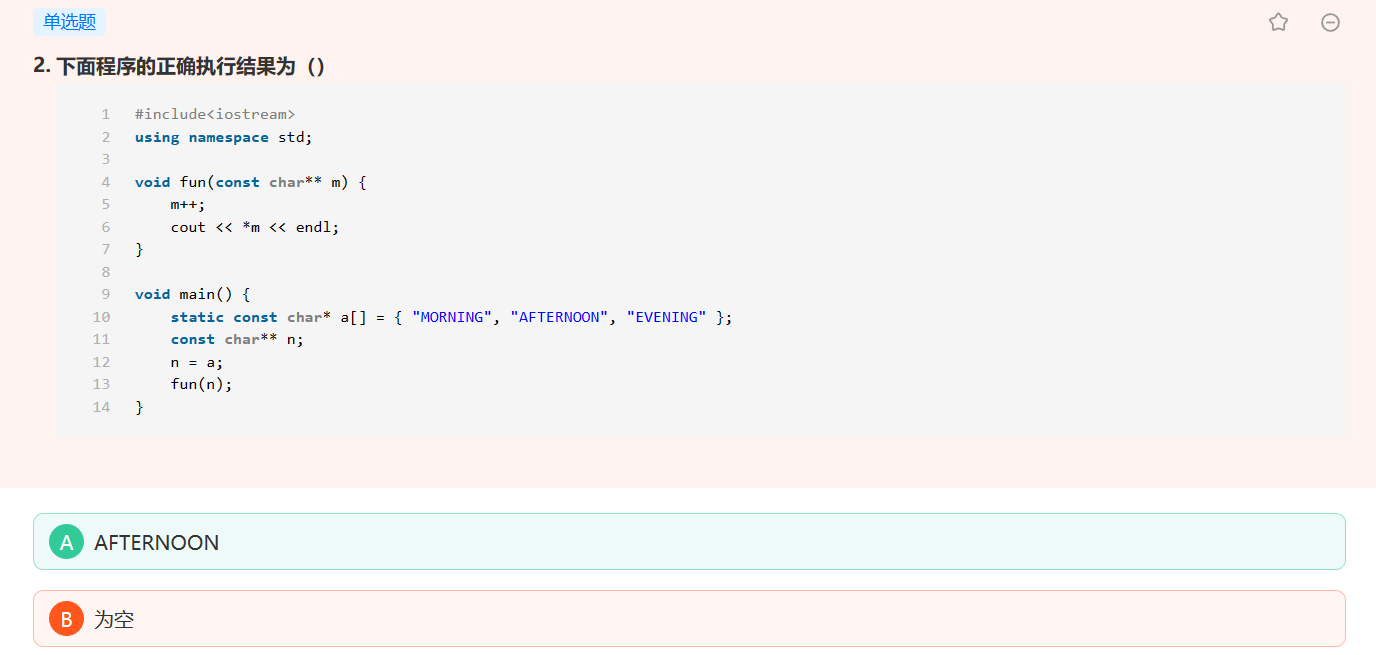 单选题
2. 下面程序的正确执行结果为（）
1 #include<iostream>
2 using namespace std;
3
4 void fun(const char** m) {
5     m++;
6     cout << *m << endl;
7 }
8
9 void main() {
10     static const char* a[] = { "MORNING", "AFTERNOON", "EVENING" };
11     const char** n;
12     n = a;
13     fun(n);
14 }
A AFTERNOON
B 为空